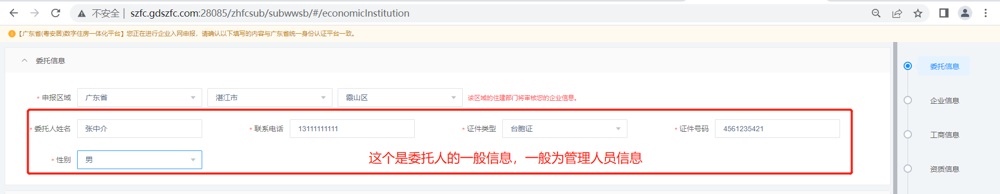 不安全 szfc.gdszfc.com:28085/zhfcsub/subwwsb/#/economicInstitution
【广东省(粤安居)数字住房一体化平台】您正在进行企业入网申报，请确认以下填写的内容与广东省统一身份认证平台一致。
委托信息
* 申报区域 广东省 湛江市 霞山区 该区域的住建部门将审核您的企业信息。
* 委托人姓名 张中介 * 联系电话 13111111111 * 证件类型 台胞证 * 证件号码 4561235421
* 性别 男
这个是委托人的一般信息，一般为管理人员信息
委托信息
企业信息
工商信息
资质信息